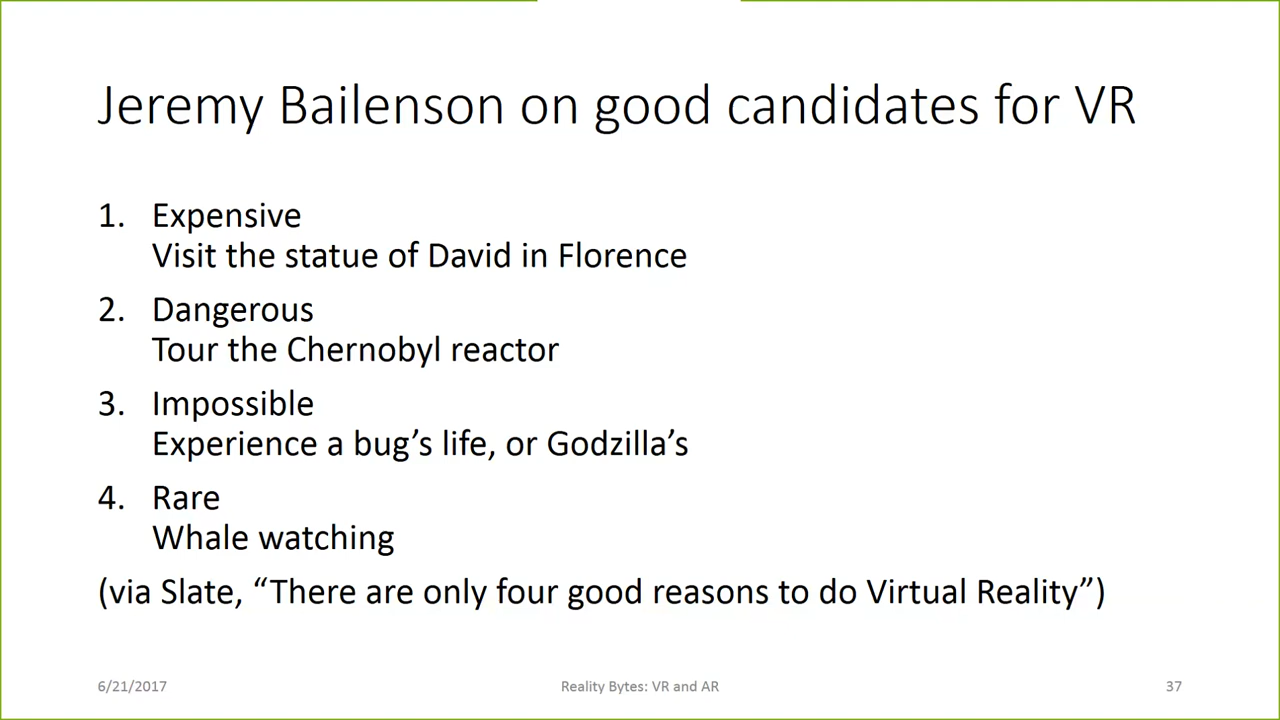 Jeremy Bailenson on good candidates for VR
1. Expensive
Visit the statue of David in Florence
2. Dangerous
Tour the Chernobyl reactor
3. Impossible
Experience a bug’s life, or Godzilla’s
4. Rare
Whale watching
(via Slate, “There are only four good reasons to do Virtual Reality”)
6/21/2017 Reality Bytes: VR and AR 37